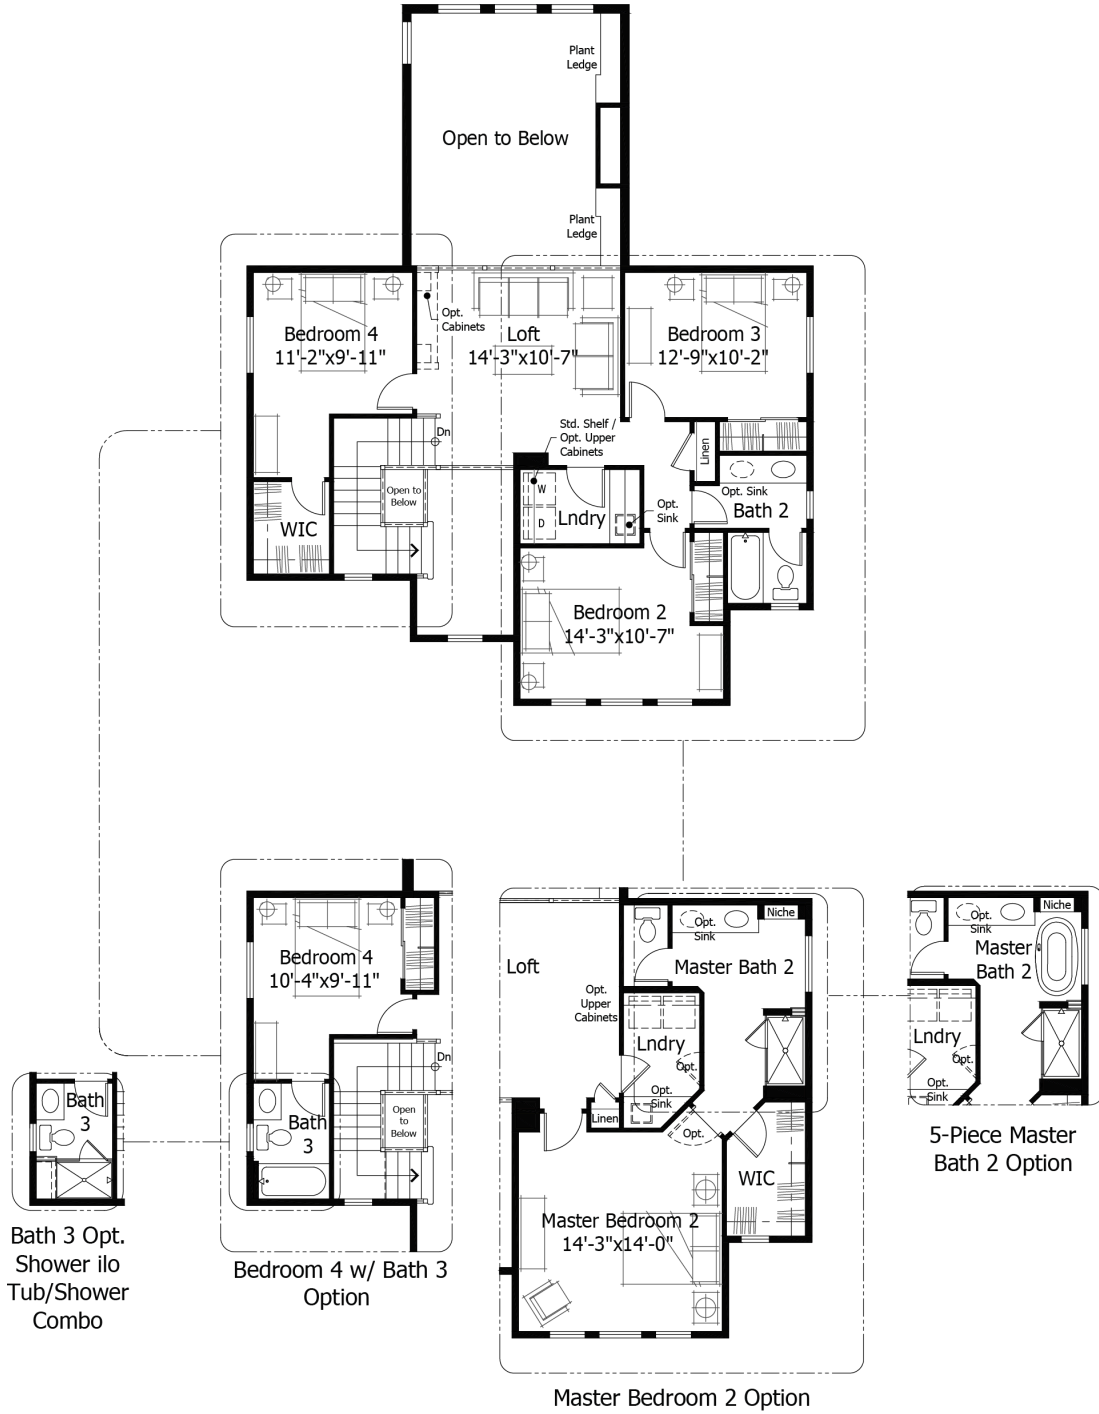 Plant
Ledge
Open to Below
Plant
Ledge
Bedroom 4
11'-2"x9'-11"
Opt.
Cabinets
Loft
14'-3"x10'-7"
Bedroom 3
12'-9"x10'-2"
Dn
Std. Shelf /
Opt. Upper
Cabinets
Linen
Open to
Below
W
D
Lndry
Opt.
Sink
Opt. Sink
Bath 2
WIC
Bedroom 2
14'-3"x10'-7"
Bedroom 4
10'-4"x9'-11"
Dn
Open
to
Below
Bath
3
Bath
3
Bath 3 Opt.
Shower ilo
Tub/Shower
Combo
Bedroom 4 w/ Bath 3
Option
Loft
Opt.
Sink
Niche
Master Bath 2
Opt.
Upper
Cabinets
Lndry
Opt.
Opt.
Sink
Linen
Opt.
WIC
Master Bedroom 2
14'-3"x14'-0"
Master Bedroom 2 Option
Opt.
Sink
Niche
Master
Bath 2
Lndry
Opt.
Opt.
Sink
5-Piece Master
Bath 2 Option